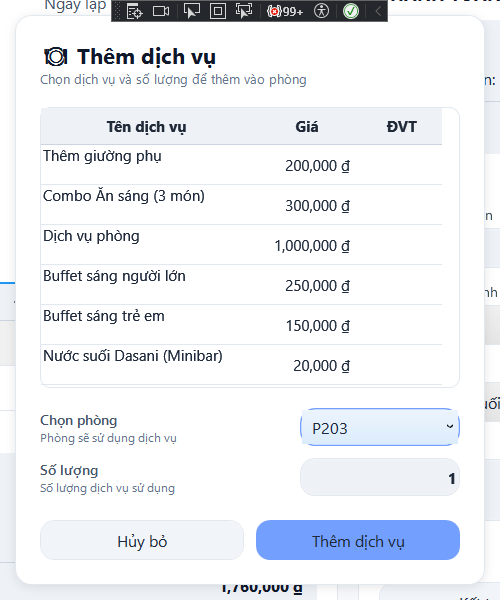 Ngày lập
99+
Thêm dịch vụ
Chọn dịch vụ và số lượng để thêm vào phòng
Tên dịch vụ Giá ĐVT
Thêm giường phụ 200,000 ₫
Combo Ăn sáng (3 món) 300,000 ₫
Dịch vụ phòng 1,000,000 ₫
Buffet sáng người lớn 250,000 ₫
Buffet sáng trẻ em 150,000 ₫
Nước suối Dasani (Minibar) 20,000 ₫
Chọn phòng
Phòng sẽ sử dụng dịch vụ
P203
Số lượng
Số lượng dịch vụ sử dụng
1
Hủy bỏ Thêm dịch vụ
1,760,000 ₫